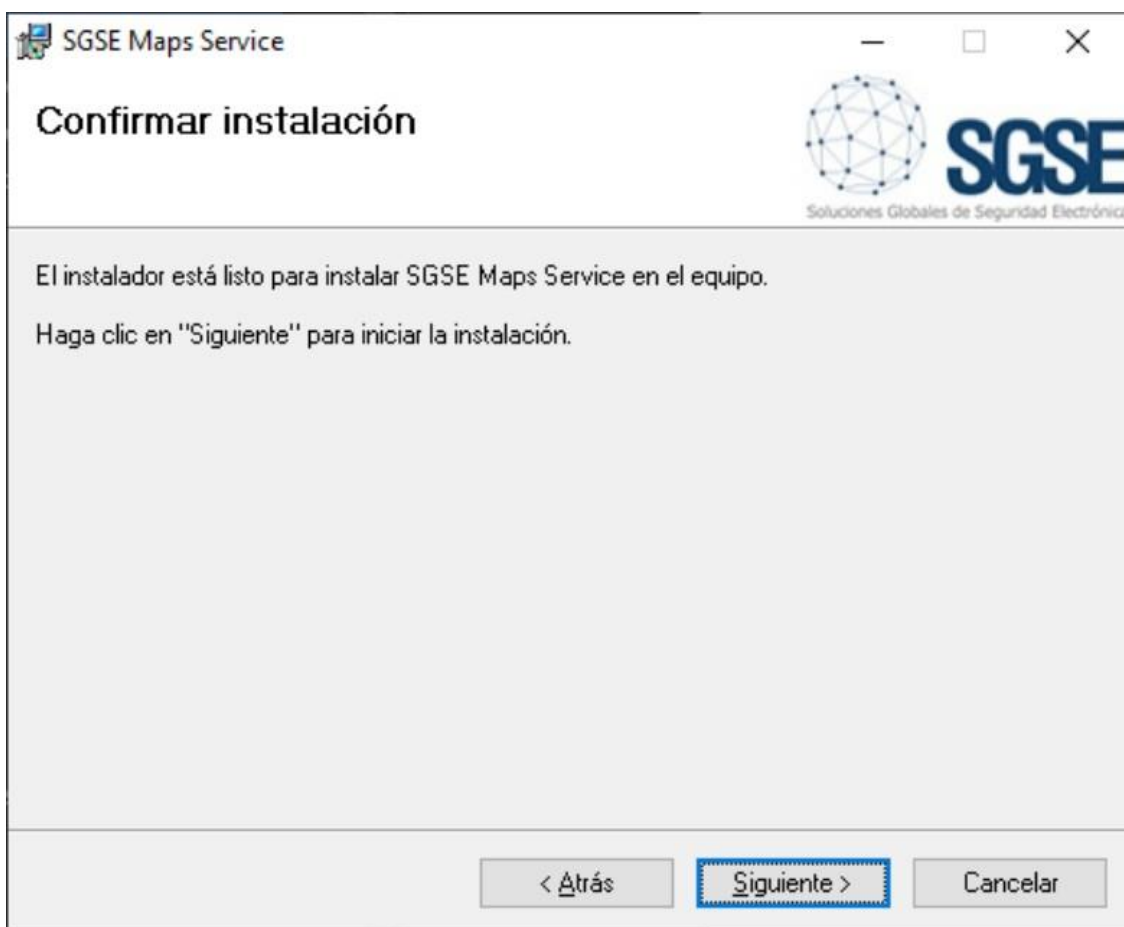 SGSE Maps Service
Confirmar instalación
SGSE
Soluciones Globales de Seguridad Electrónica
El instalador está listo para instalar SGSE Maps Service en el equipo.
Haga clic en "Siguiente" para iniciar la instalación.
< Atrás
Siguiente >
Cancelar